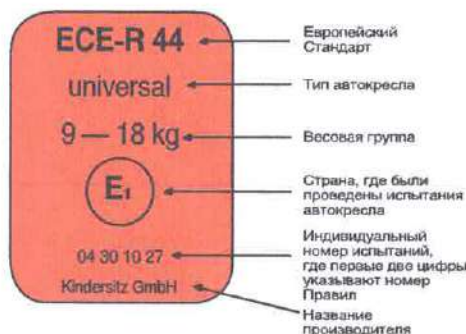 ECE-R 44
Европейский
Стандарт
universal
Тип автокресла
9 — 18 kg
Весовая группа
E1
Страна, где были
проведены испытания
автокресла
04 30 10 27
Индивидуальный
номер испытаний,
где первые две цифры
указывают номер
Правил
Kindersitz GmbH
Название
производителя